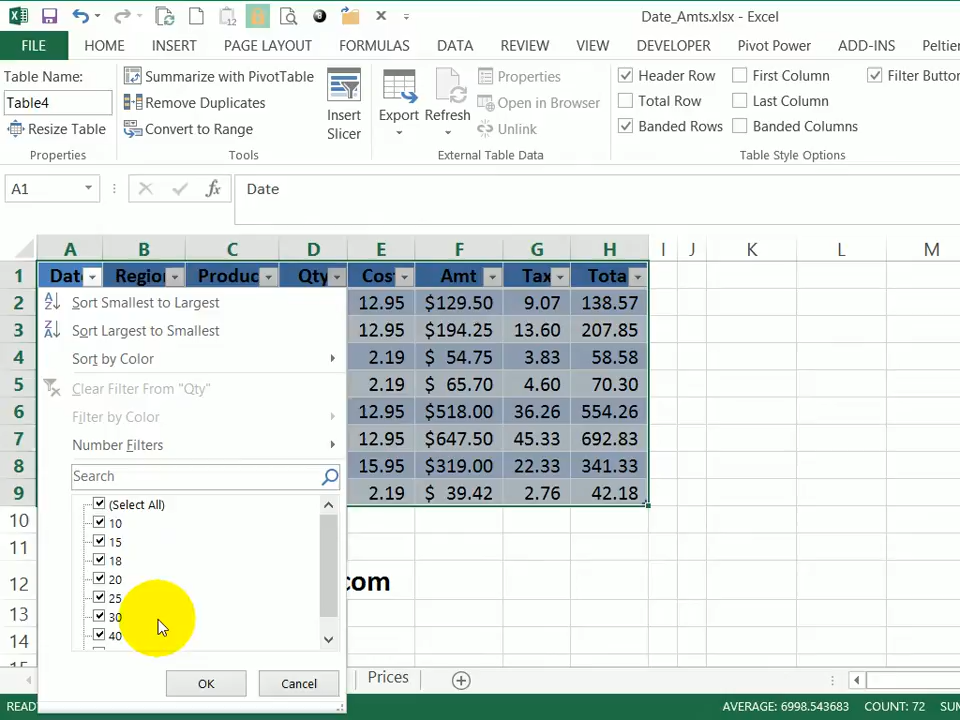 Date_Amts.xlsx - Excel
FILE HOME INSERT PAGE LAYOUT FORMULAS DATA REVIEW VIEW DEVELOPER Pivot Power ADD-INS Peltier
Table Name:
Table4
Resize Table
Properties
Summarize with PivotTable
Remove Duplicates
Convert to Range
Tools
Insert
Slicer
Export
Refresh
Properties
Open in Browser
Unlink
External Table Data
Header Row
Total Row
Banded Rows
First Column
Last Column
Banded Columns
Filter Button
Table Style Options
A1
fx
Date
A B C D E F G H I J K L M
1 Dat Regio Produc Qty Cos Amt Tax Tota
2 12.95 $129.50 9.07 138.57
3 12.95 $194.25 13.60 207.85
4 2.19 $ 54.75 3.83 58.58
5 2.19 $ 65.70 4.60 70.30
6 12.95 $518.00 36.26 554.26
7 12.95 $647.50 45.33 692.83
8 15.95 $319.00 22.33 341.33
9 2.19 $ 39.42 2.76 42.18
10
11
12 .com
13
14
15
Sort Smallest to Largest
Sort Largest to Smallest
Sort by Color
Clear Filter From "Qty"
Filter by Color
Number Filters
Search
(Select All)
10
15
18
20
25
30
40
OK Cancel
Prices
READ AVERAGE: 6998.543683 COUNT: 72 SUM